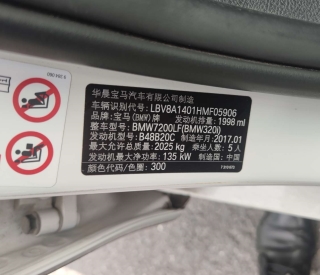 华晨宝马汽车有限公司制造
车辆识别代号: LBV8A1401HMF05906
品牌: 宝马(BMW) 发动机排量: 1998 ml
整车型号: BMW7200LF(BMW320i)
发动机型号: B48B20C 制造年月: 2017.01
最大允许总质量: 2025 kg 乘坐人数: 5 人
发动机最大净功率: 135 kW 制造国: 中国
颜色代码/色圈: 300